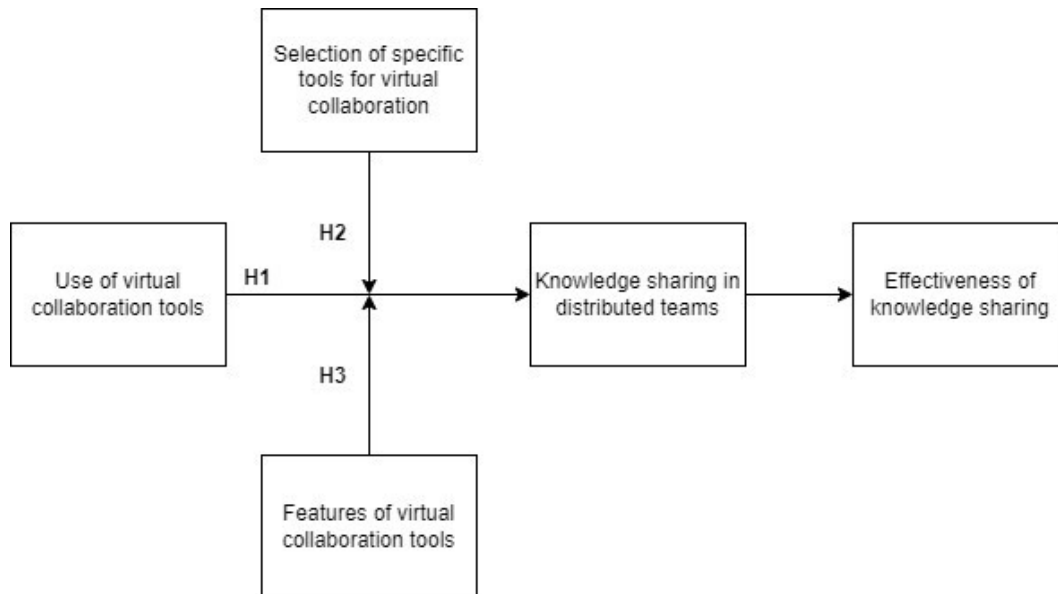 Selection of specific
tools for virtual
collaboration
H2
Use of virtual
collaboration tools
H1
Knowledge sharing in
distributed teams
Effectiveness of
knowledge sharing
H3
Features of virtual
collaboration tools